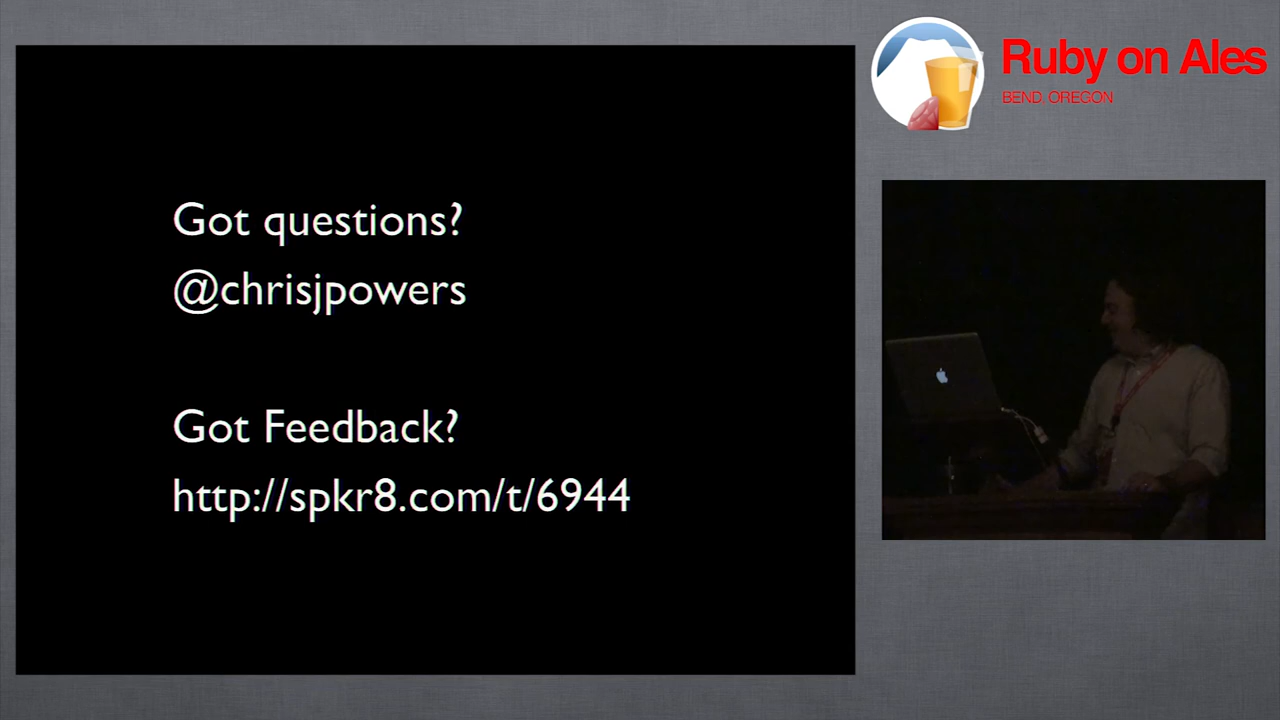 Ruby on Ales
BEND, OREGON
Got questions?
@chrisjpowers
Got Feedback?
http://spkr8.com/t/6944